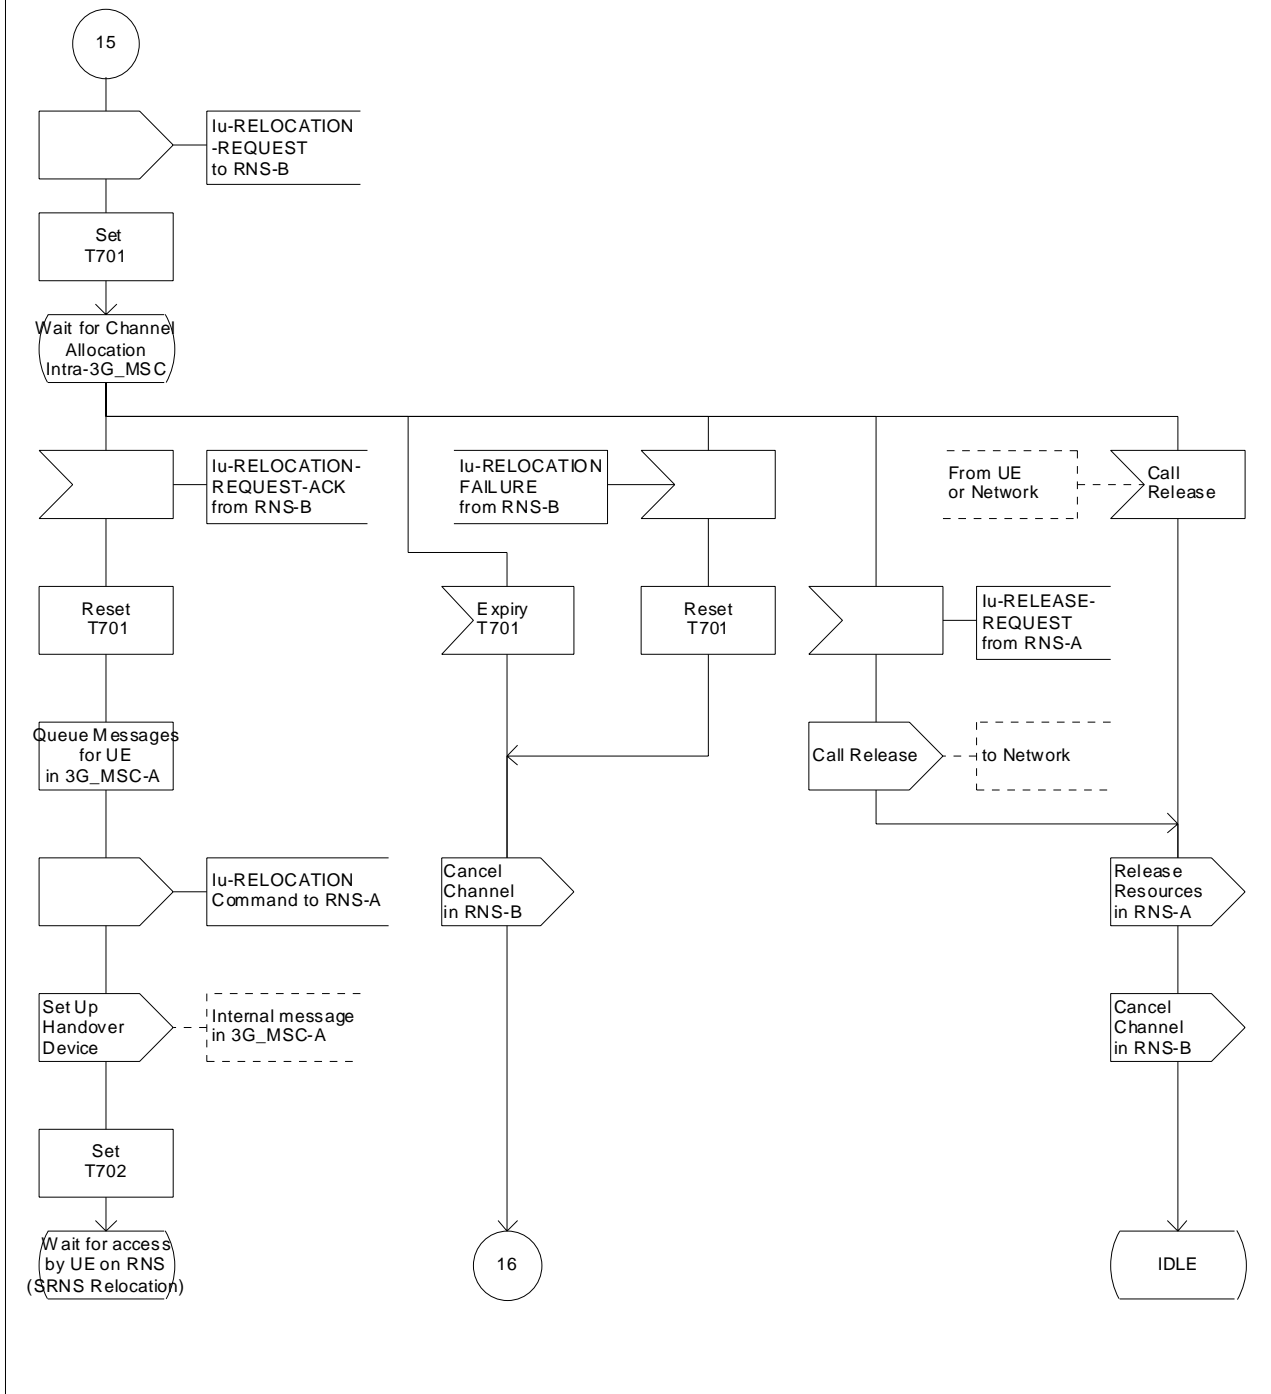 15
Iu-RELOCATION
-REQUEST
to RNS-B
Set
T701
Wait for Channel
Allocation
Intra-3G_MSC
Iu-RELOCATION-
REQUEST-ACK
from RNS-B
Iu-RELOCATION
FAILURE
from RNS-B
From UE
or Network
Call
Release
Reset
T701
Expiry
T701
Reset
T701
Iu-RELEASE-
REQUEST
from RNS-A
Queue Messages
for UE
in 3G_MSC-A
Call Release
to Network
Iu-RELOCATION
Command to RNS-A
Cancel
Channel
in RNS-B
Release
Resources
in RNS-A
Set Up
Handover
Device
Internal message
in 3G_MSC-A
Cancel
Channel
in RNS-B
Set
T702
Wait for access
by UE on RNS
(SRNS Relocation)
16
IDLE